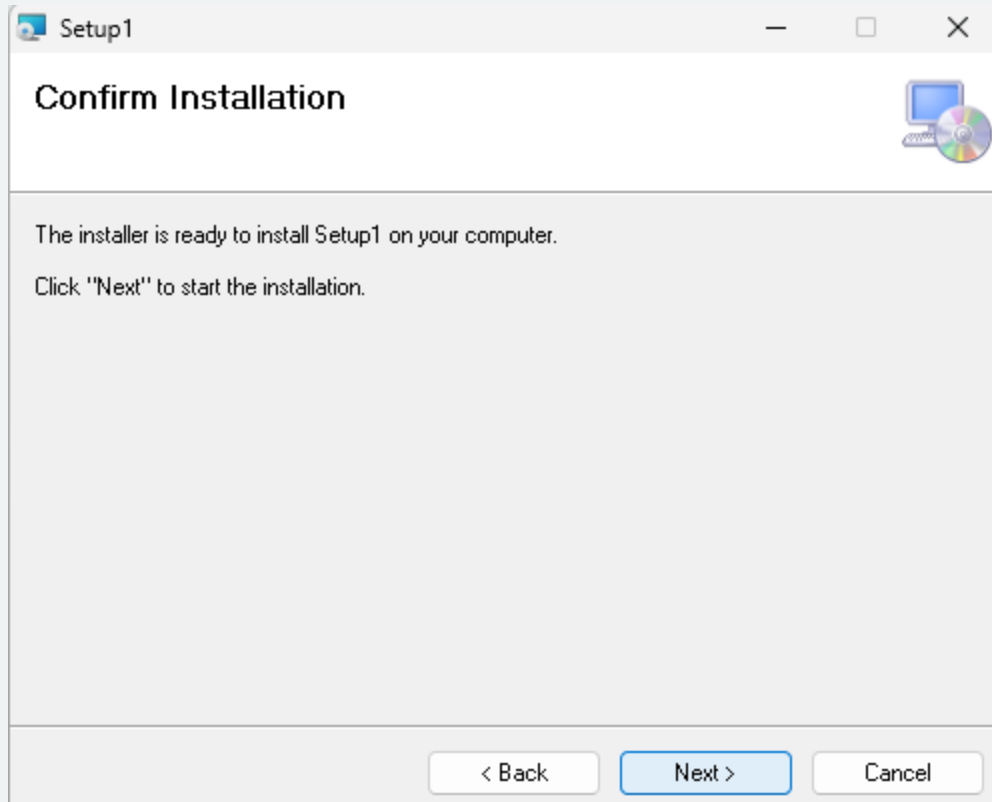 Setup1
Confirm Installation
The installer is ready to install Setup1 on your computer.
Click "Next" to start the installation.
< Back Next > Cancel